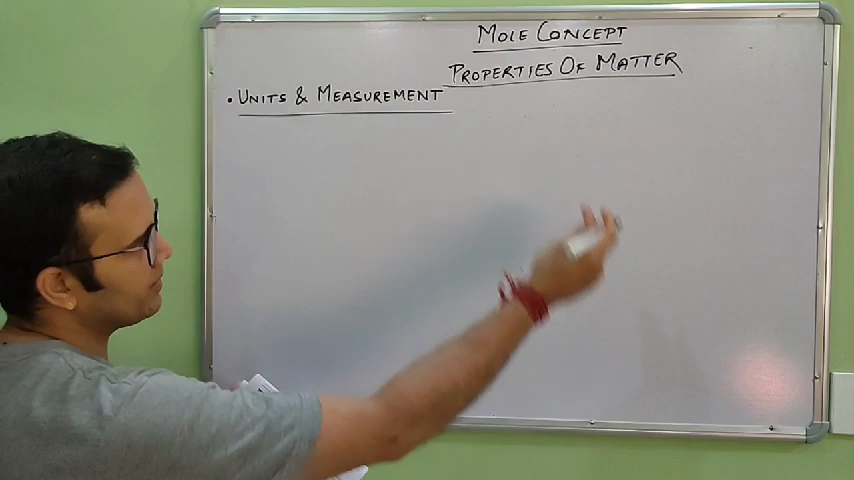 MOLE CONCEPT
PROPERTIES OF MATTER
• UNITS & MEASUREMENT